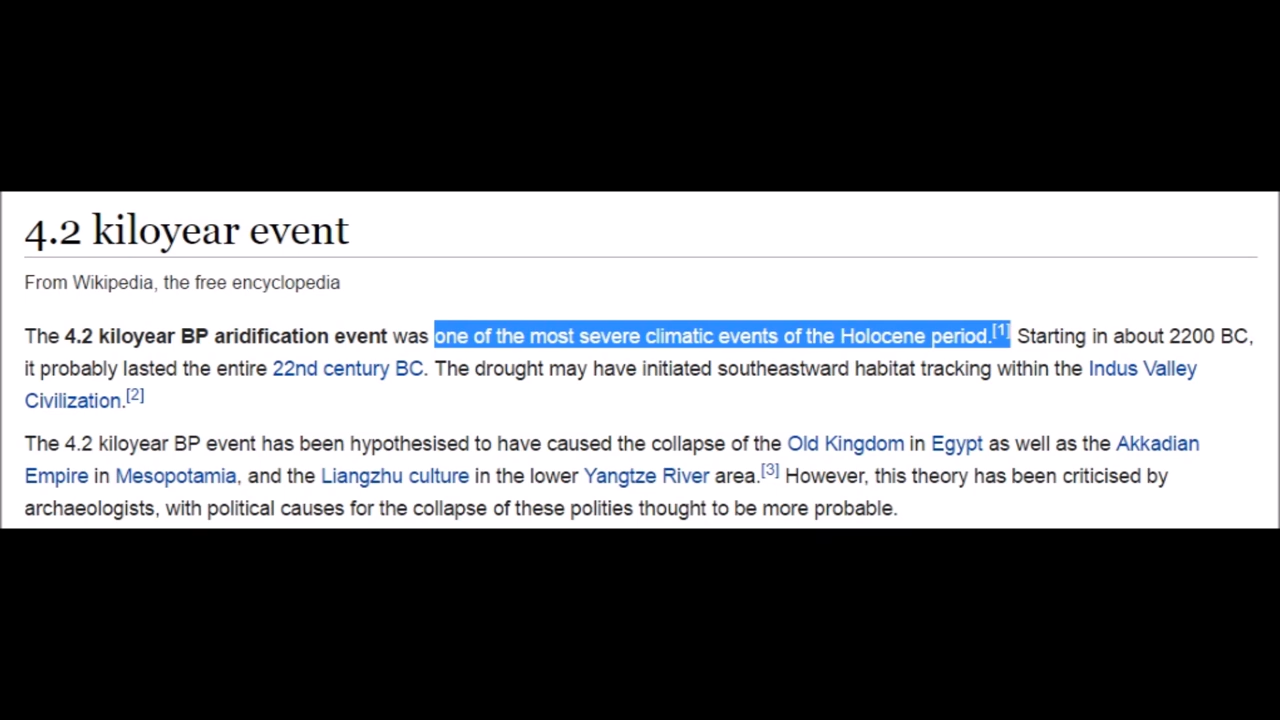 4.2 kiloyear event
From Wikipedia, the free encyclopedia
The 4.2 kiloyear BP aridification event was one of the most severe climatic events of the Holocene period.[1] Starting in about 2200 BC,
it probably lasted the entire 22nd century BC. The drought may have initiated southeastward habitat tracking within the Indus Valley
Civilization.[2]
The 4.2 kiloyear BP event has been hypothesised to have caused the collapse of the Old Kingdom in Egypt as well as the Akkadian
Empire in Mesopotamia, and the Liangzhu culture in the lower Yangtze River area.[3] However, this theory has been criticised by
archaeologists, with political causes for the collapse of these polities thought to be more probable.